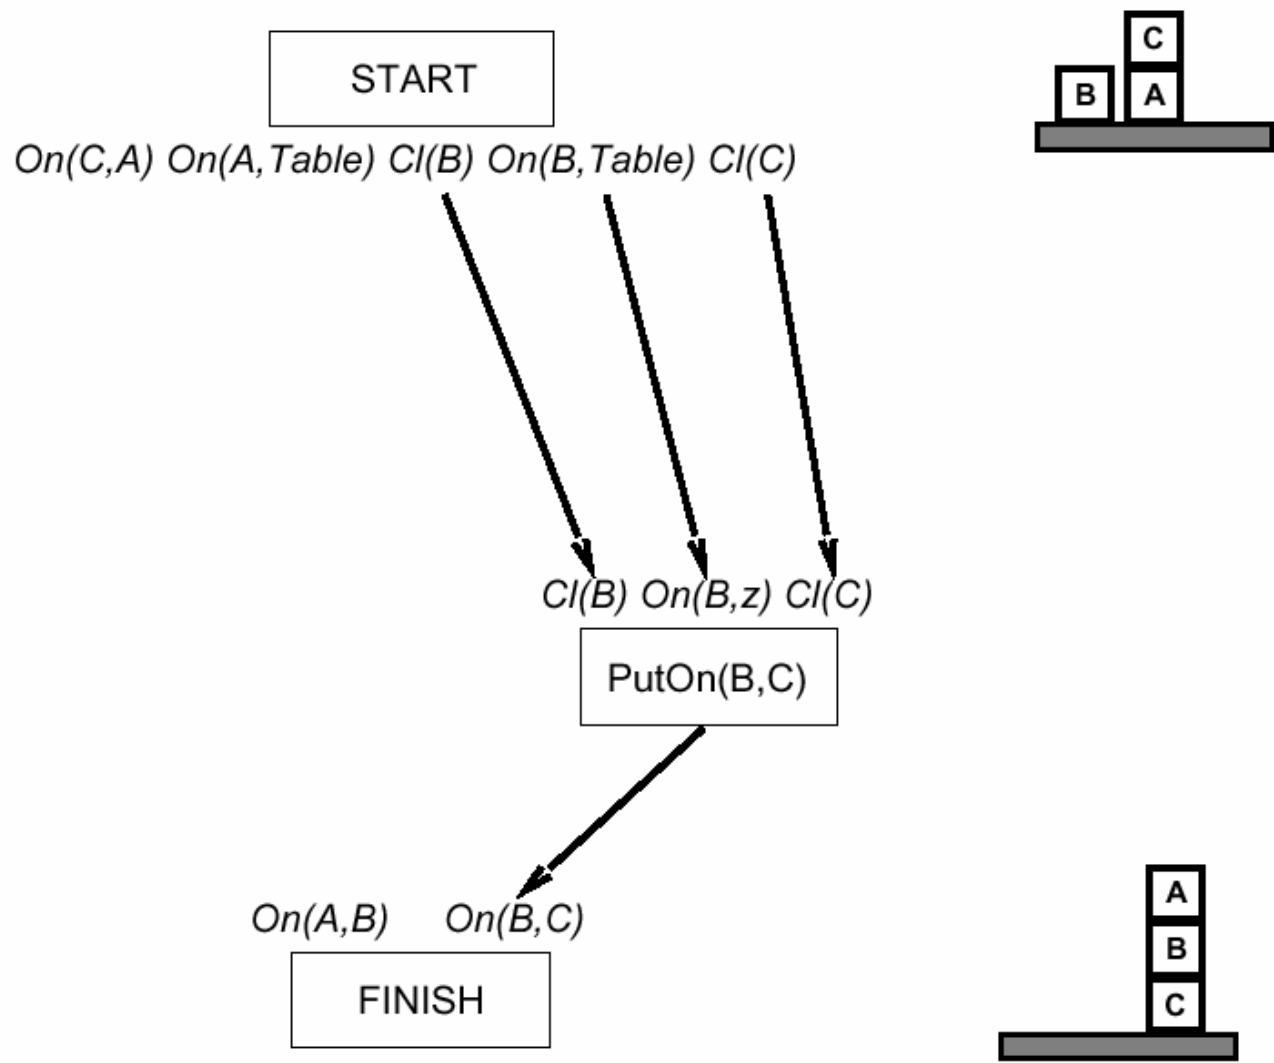 START
C
B A
On(C,A) On(A,Table) Cl(B) On(B,Table) Cl(C)
Cl(B) On(B,z) Cl(C)
PutOn(B,C)
On(A,B) On(B,C)
FINISH
A
B
C